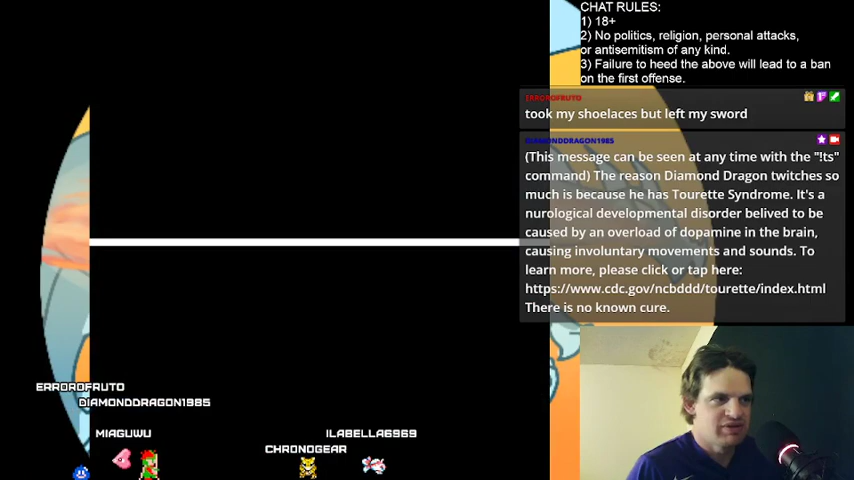 CHAT RULES:
1) 18+
2) No politics, religion, personal attacks,
or antisemitism of any kind.
3) Failure to heed the above will lead to a ban
on the first offense.
ERROROFRUTO
took my shoelaces but left my sword
DIAMONDDRAGON1985
(This message can be seen at any time with the "!ts"
command) The reason Diamond Dragon twitches so
much is because he has Tourette Syndrome. It's a
nurological developmental disorder belived to be
caused by an overload of dopamine in the brain,
causing involuntary movements and sounds. To
learn more, please click or tap here:
https://www.cdc.gov/ncbddd/tourette/index.html
There is no known cure.
ERROROFRUTO
DIAMONDDRAGON1985
MIAGUWU
ILABELLA6969
CHRONOGEAR